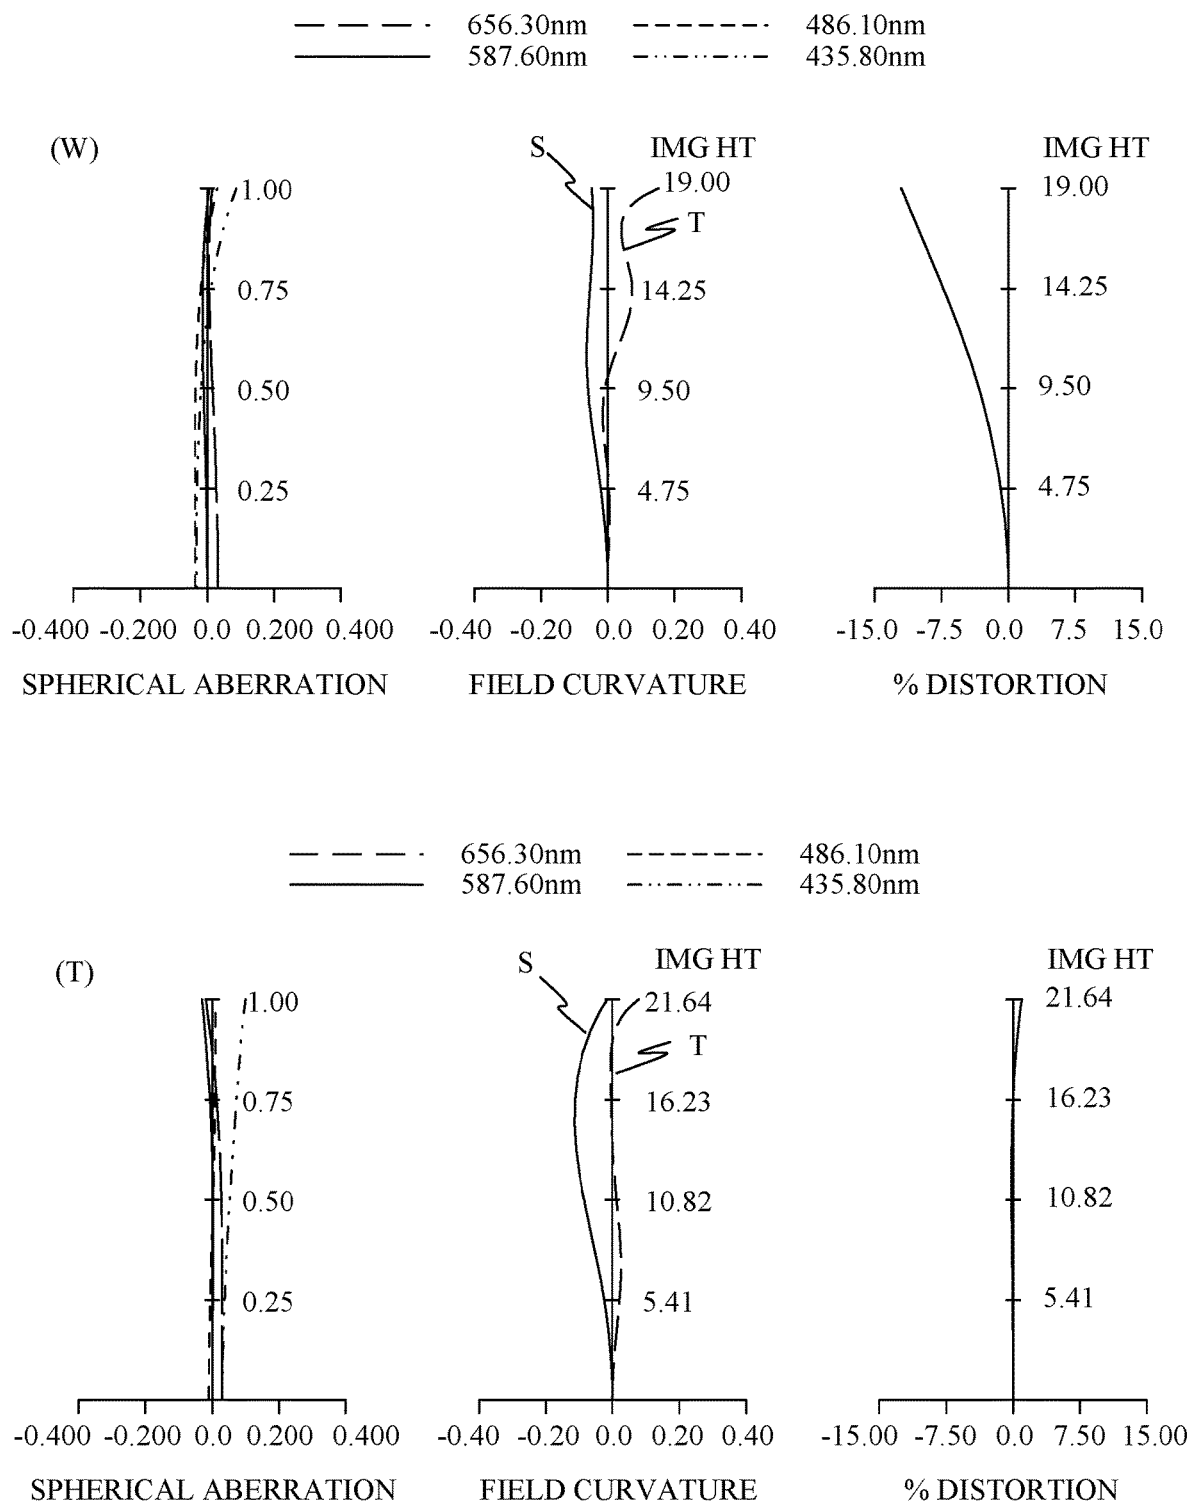 656.30nm 486.10nm
587.60nm 435.80nm
(W) S IMG HT IMG HT
1.00 19.00 19.00
T
0.75 14.25 14.25
0.50 9.50 9.50
0.25 4.75 4.75
-0.400 -0.200 0.0 0.200 0.400 -0.40 -0.20 0.0 0.20 0.40 -15.0 -7.5 0.0 7.5 15.0
SPHERICAL ABERRATION FIELD CURVATURE % DISTORTION
656.30nm 486.10nm
587.60nm 435.80nm
(T) S IMG HT IMG HT
1.00 21.64 21.64
T
0.75 16.23 16.23
0.50 10.82 10.82
0.25 5.41 5.41
-0.400 -0.200 0.0 0.200 0.400 -0.40 -0.20 0.0 0.20 0.40 -15.00 -7.50 0.0 7.50 15.00
SPHERICAL ABERRATION FIELD CURVATURE % DISTORTION